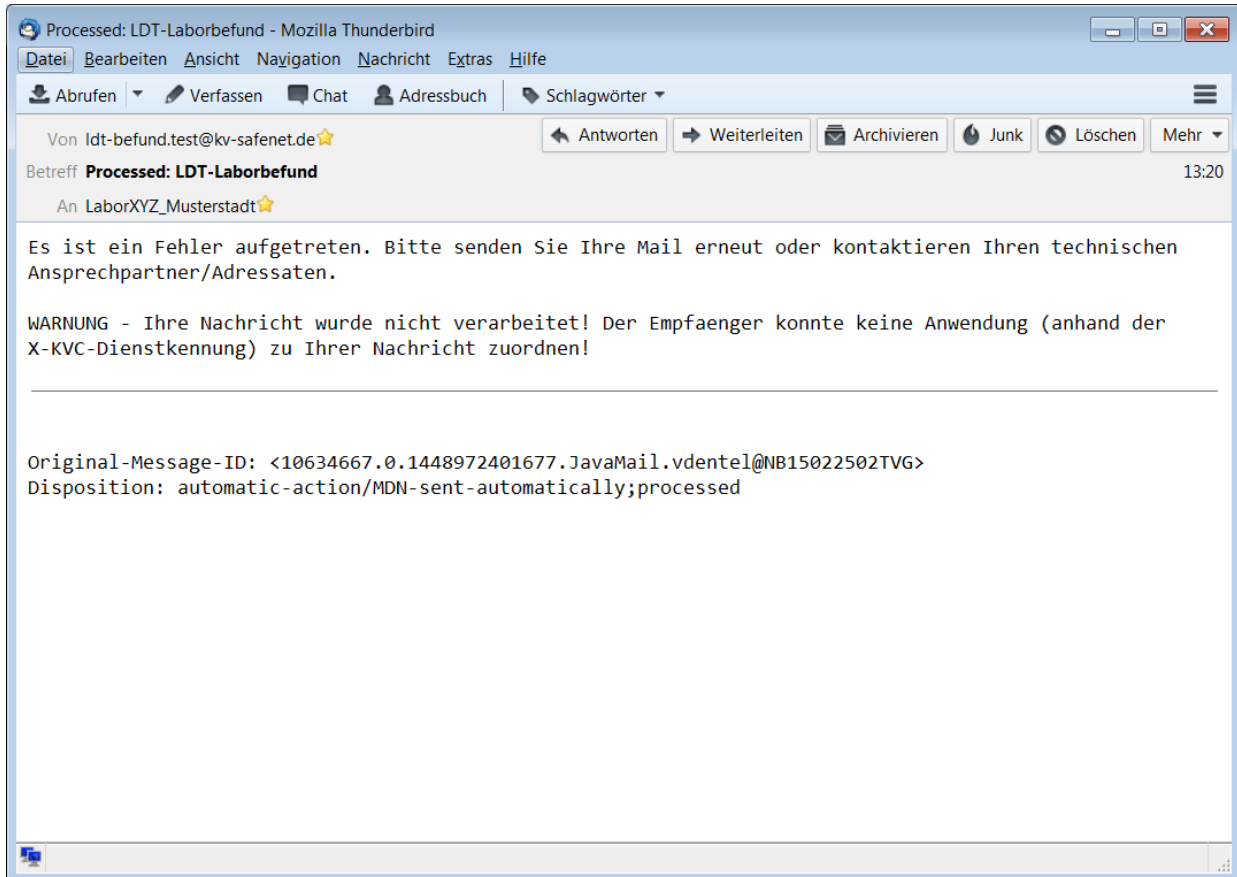 Processed: LDT-Laborbefund - Mozilla Thunderbird
Datei Bearbeiten Ansicht Navigation Nachricht Extras Hilfe
Abrufen Verfassen Chat Adressbuch Schlagwörter
Von ldt-befund.test@kv-safenet.de Antworten Weiterleiten Archivieren Junk Löschen Mehr
Betreff Processed: LDT-Laborbefund 13:20
An LaborXYZ_Musterstadt
Es ist ein Fehler aufgetreten. Bitte senden Sie Ihre Mail erneut oder kontaktieren Ihren technischen
Ansprechpartner/Adressaten.
WARNUNG - Ihre Nachricht wurde nicht verarbeitet! Der Empfaenger konnte keine Anwendung (anhand der
X-KVC-Dienstkennung) zu Ihrer Nachricht zuordnen!
Original-Message-ID: <10634667.0.1448972401677.JavaMail.vdentel@NB15022502TVG>
Disposition: automatic-action/MDN-sent-automatically;processed